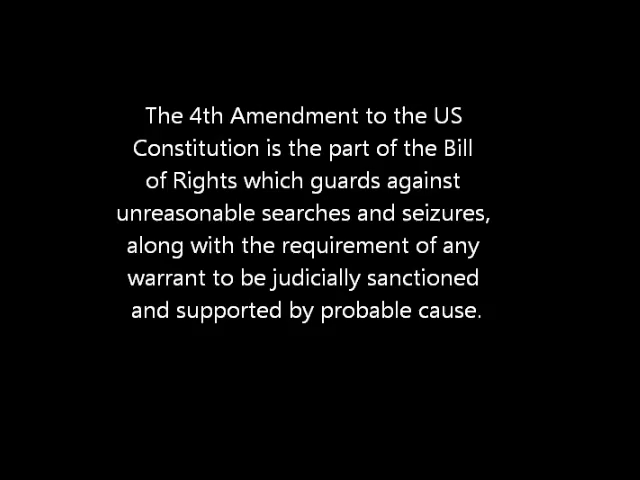 The 4th Amendment to the US
Constitution is the part of the Bill
of Rights which guards against
unreasonable searches and seizures,
along with the requirement of any
warrant to be judicially sanctioned
and supported by probable cause.